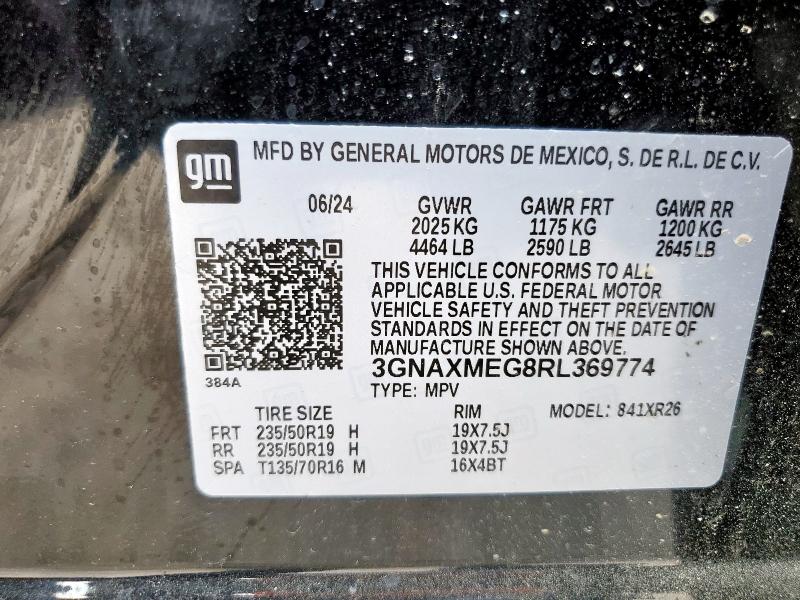 gm MFD BY GENERAL MOTORS DE MEXICO, S. DE R.L. DE C.V.
06/24 GVWR GAWR FRT GAWR RR
2025 KG 1175 KG 1200 KG
4464 LB 2590 LB 2645 LB
THIS VEHICLE CONFORMS TO ALL
APPLICABLE U.S. FEDERAL MOTOR
VEHICLE SAFETY AND THEFT PREVENTION
STANDARDS IN EFFECT ON THE DATE OF
MANUFACTURE SHOWN ABOVE.
3GNAXMEG8RL369774
384A
TYPE: MPV
TIRE SIZE RIM MODEL: 841XR26
FRT 235/50R19 H 19X7.5J
RR 235/50R19 H 19X7.5J
SPA T135/70R16 M 16X4BT